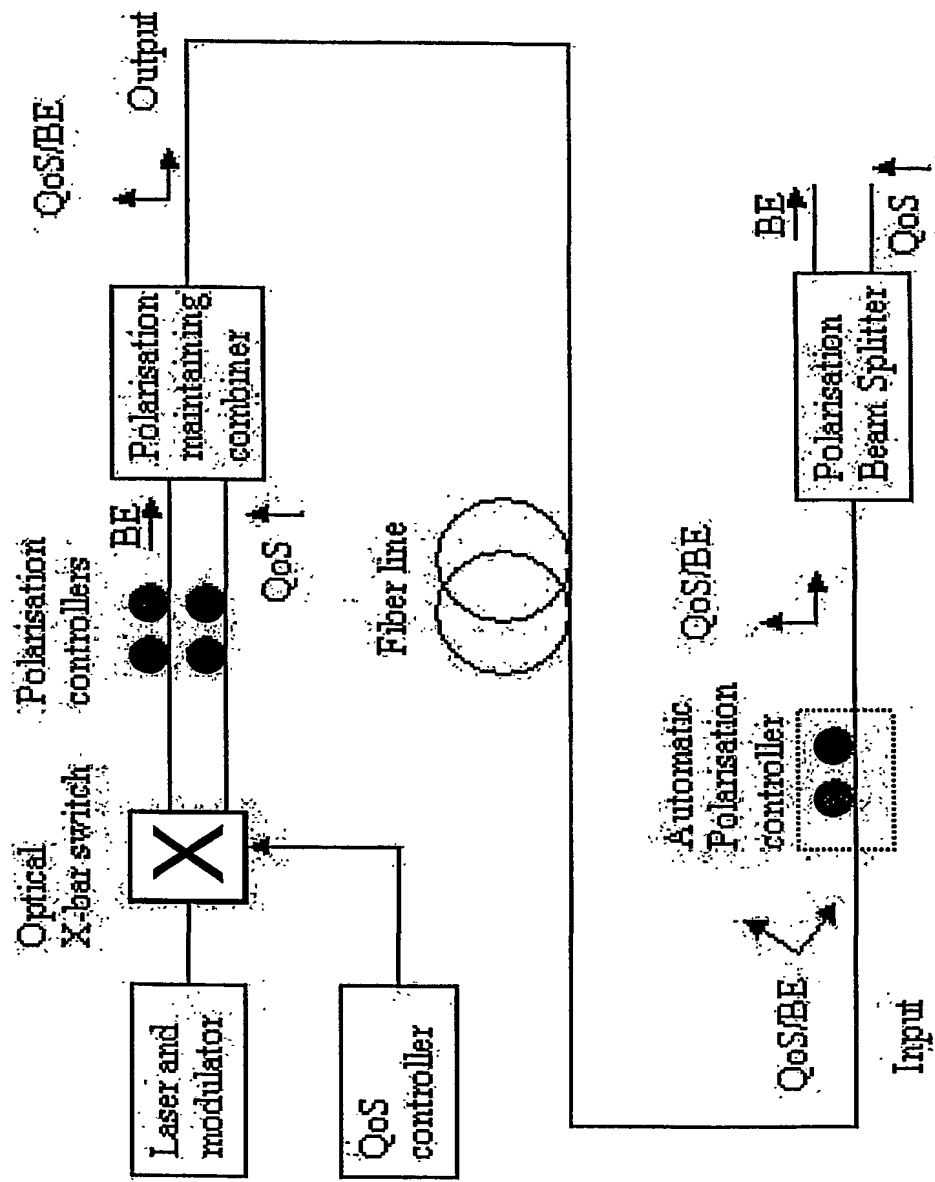 Optical
X-bar switch
Polarisation
controllers
QoS/BE
Output
Laser and
modulator
X
BE
QoS
Polarisation
maintaining
combiner
QoS
controller
Fiber line
Automatic
Polarisation
controller
QoS/BE
QoS/BE
Input
BE
QoS
Polarisation
Beam Splitter